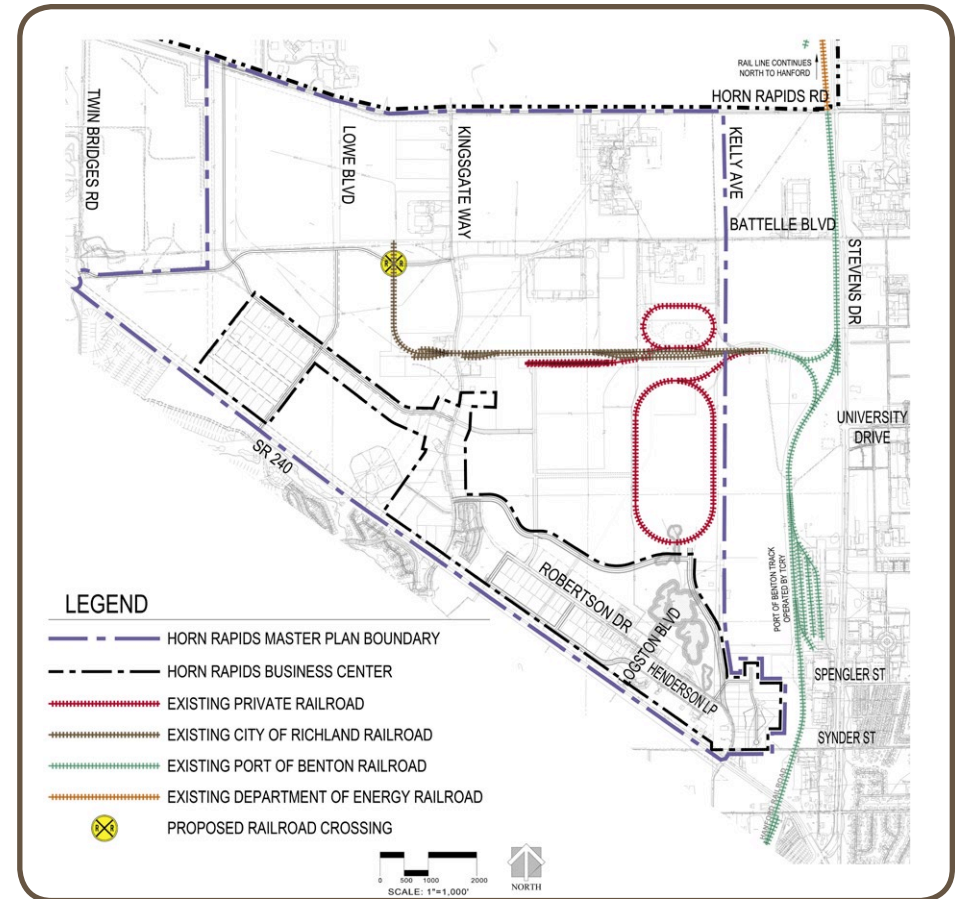 RAIL LINE CONTINUES
NORTH TO HANFORD
HORN RAPIDS RD
TWIN BRIDGES RD
LOWE BLVD
KINGSGATE WAY
KELLY AVE
BATTELLE BLVD
STEVENS DR
UNIVERSITY
DRIVE
SR 240
PORT OF BENTON TRACK
OPERATED BY TCRY
ROBERTSON DR
OGSTON BLVD
HENDERSON LP
SPENGLER ST
SYNDER ST
HANFORD RAILROAD
LEGEND
HORN RAPIDS MASTER PLAN BOUNDARY
HORN RAPIDS BUSINESS CENTER
EXISTING PRIVATE RAILROAD
EXISTING CITY OF RICHLAND RAILROAD
EXISTING PORT OF BENTON RAILROAD
EXISTING DEPARTMENT OF ENERGY RAILROAD
R R
PROPOSED RAILROAD CROSSING
0 500 1000 2000
SCALE: 1"=1,000'
NORTH